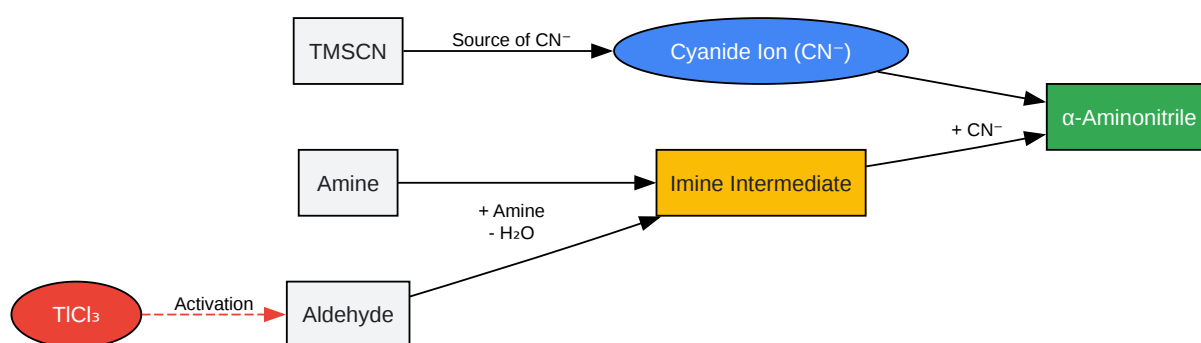 TMSCN
Source of CN⁻
Cyanide Ion (CN⁻)
α-Aminonitrile
+ CN⁻
Amine
Imine Intermediate
+ Amine
- H₂O
TlCl₃
Activation
Aldehyde